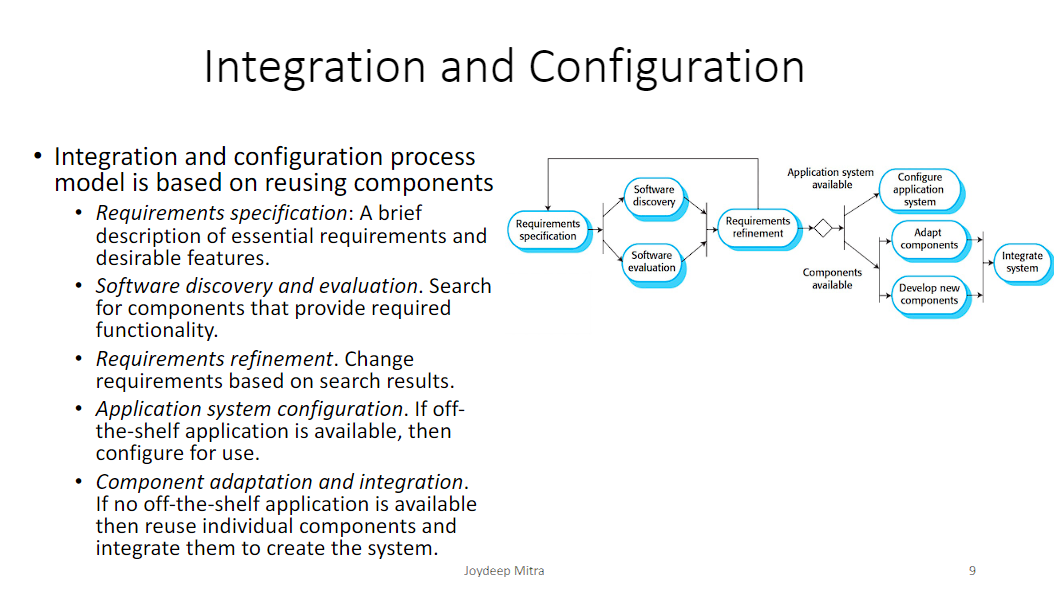 Integration and Configuration
• Integration and configuration process
model is based on reusing components
• Requirements specification: A brief
description of essential requirements and
desirable features.
• Software discovery and evaluation. Search
for components that provide required
functionality.
• Requirements refinement. Change
requirements based on search results.
• Application system configuration. If off-
the-shelf application is available, then
configure for use.
• Component adaptation and integration.
If no off-the-shelf application is available
then reuse individual components and
integrate them to create the system.
Requirements
specification
Software
discovery
Software
evaluation
Requirements
refinement
Application system
available
Components
available
Configure
application
system
Adapt
components
Develop new
components
Integrate
system
Joydeep Mitra
9